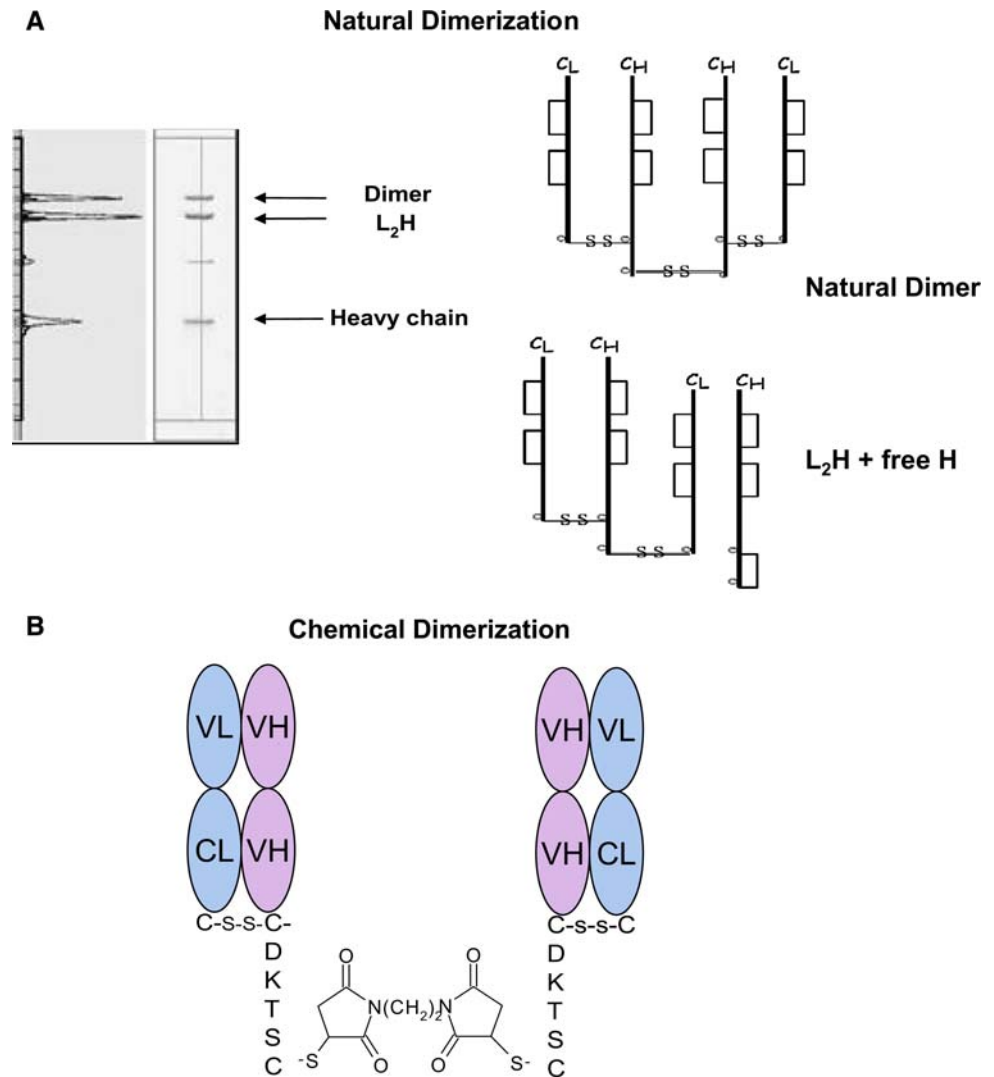 A
Natural Dimerization
CL CH CH CL
Dimer
L₂H
S S S S
S S
Natural Dimer
Heavy chain
CL CH CL CH
L₂H + free H
S S
S S
B
Chemical Dimerization
VL VH VH VL
CL VH VH CL
C-s-s-C- C-s-s-C
D D
K O O K
T N(CH₂)₂N T
S S
-S O O S-
C C